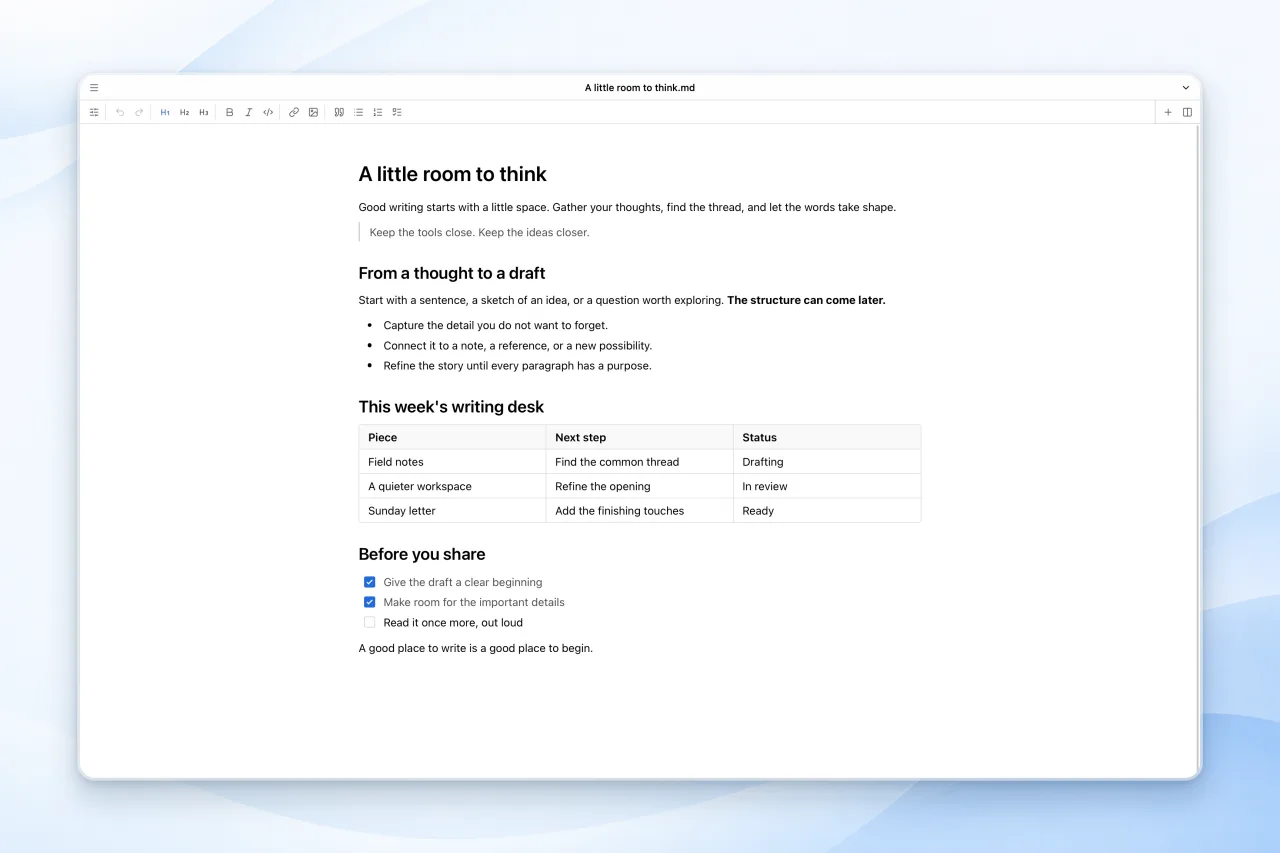 A little room to think.md
H1 H2 H3 B I </>
A little room to think
Good writing starts with a little space. Gather your thoughts, find the thread, and let the words take shape.
Keep the tools close. Keep the ideas closer.
From a thought to a draft
Start with a sentence, a sketch of an idea, or a question worth exploring. The structure can come later.
• Capture the detail you do not want to forget.
• Connect it to a note, a reference, or a new possibility.
• Refine the story until every paragraph has a purpose.
This week's writing desk
Piece Next step Status
Field notes Find the common thread Drafting
A quieter workspace Refine the opening In review
Sunday letter Add the finishing touches Ready
Before you share
Give the draft a clear beginning
Make room for the important details
Read it once more, out loud
A good place to write is a good place to begin.